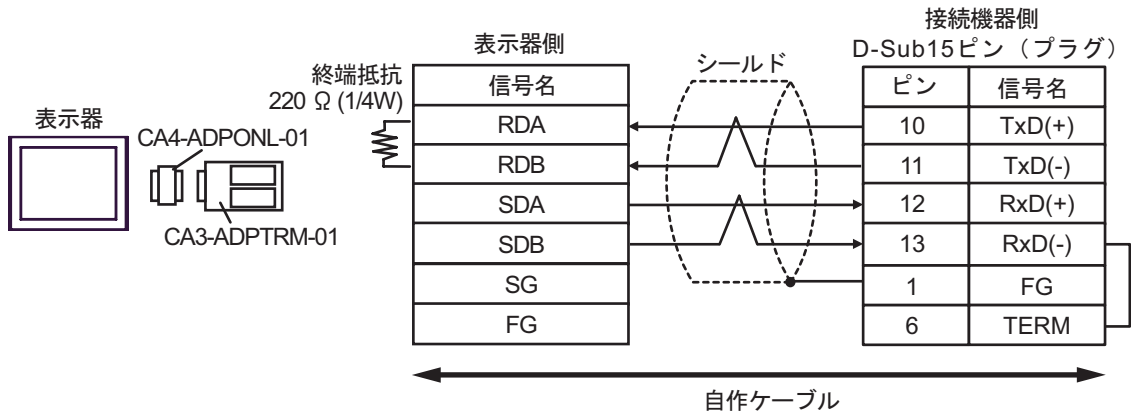 表示器
CA4-ADPONL-01
CA3-ADPTRM-01
終端抵抗
220 Ω (1/4W)
表示器側
信号名
RDA
RDB
SDA
SDB
SG
FG
シールド
接続機器側
D-Sub15ピン（プラグ）
ピン 信号名
10 TxD(+)
11 TxD(-)
12 RxD(+)
13 RxD(-)
1 FG
6 TERM
自作ケーブル